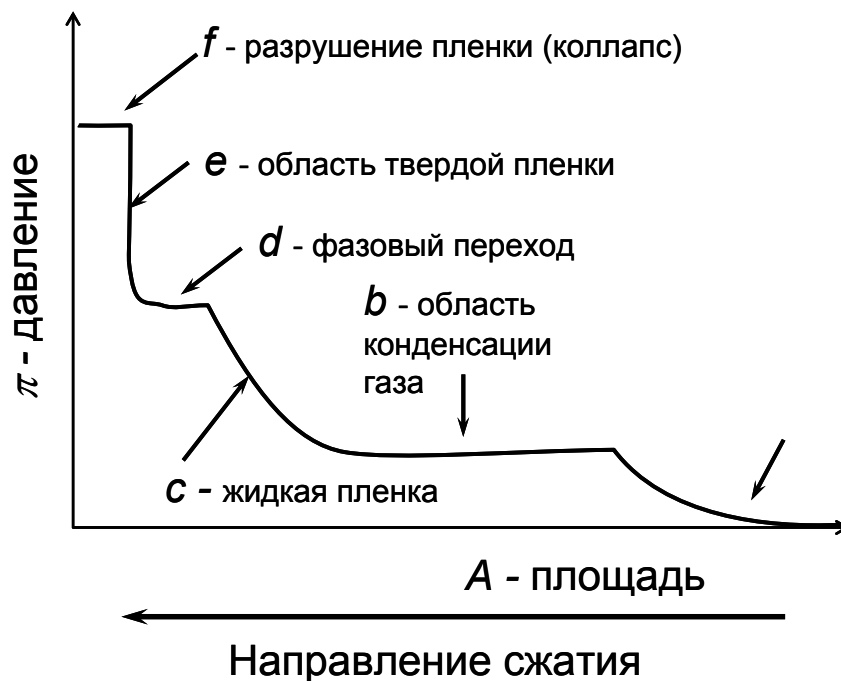 f - разрушение пленки (коллапс)
e - область твердой пленки
d - фазовый переход
b - область
конденсации
газа
c - жидкая пленка
π - давление
A - площадь
Направление сжатия